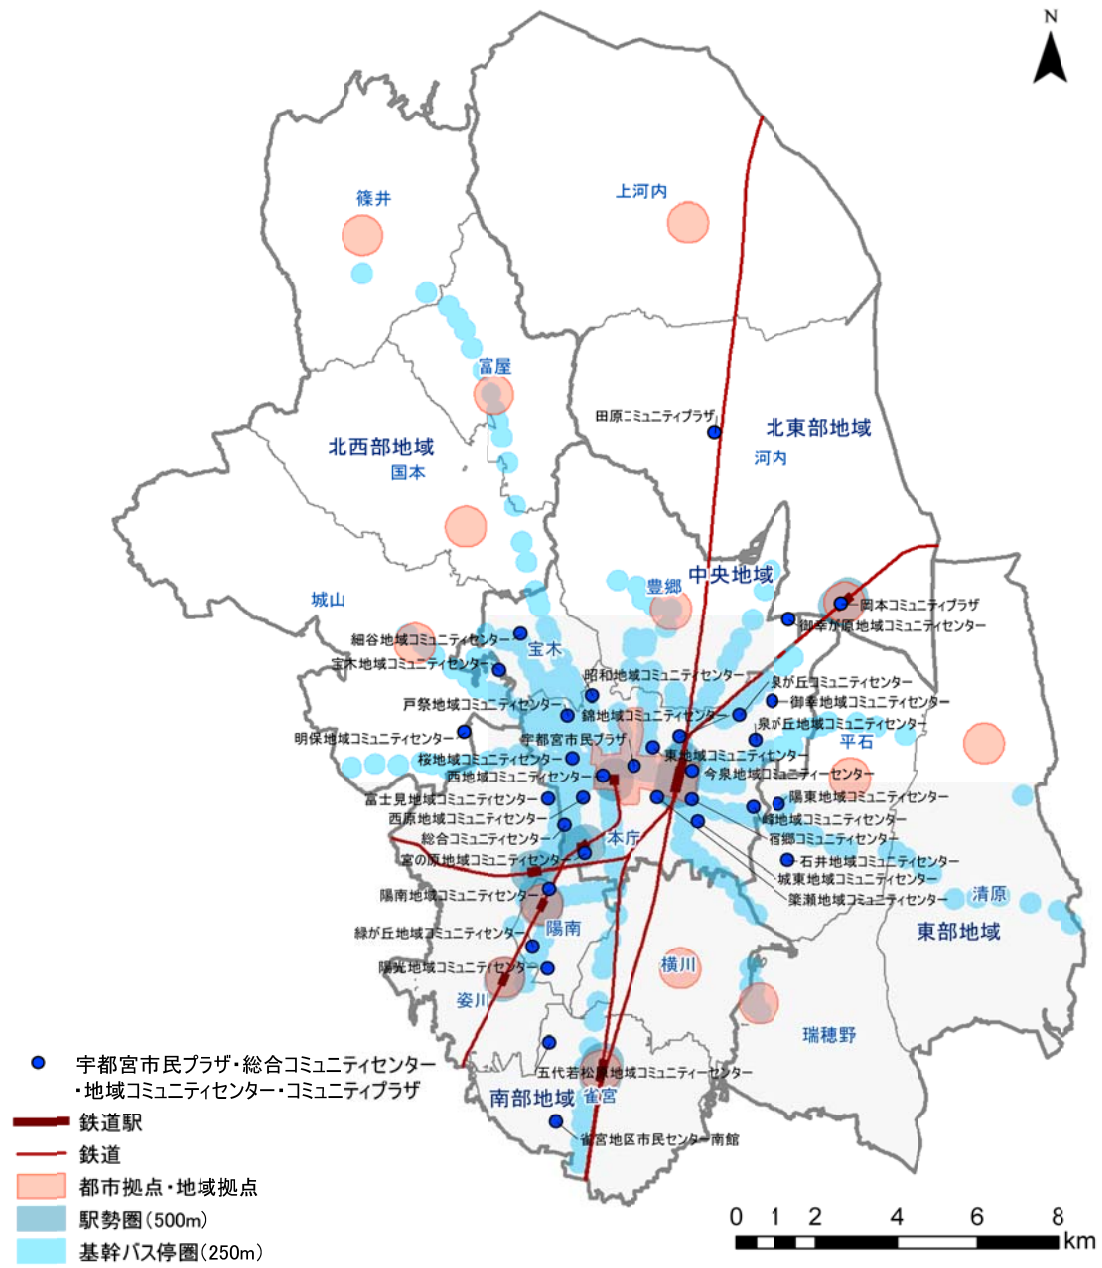 N
篠井
上河内
富屋
田原コミュニティプラザ
北東部地域
北西部地域
河内
国本
中央地域
豊郷
城山
岡本コミュニティプラザ
御幸が原地域コミュニティセンター
細谷地域コミュニティセンター
宝木
宝木地域コミュニティセンター
昭和地域コミュニティセンター
泉が丘コミュニティセンター
戸祭地域コミュニティセンター
御幸地域コミュニティセンター
錦地域コミュニティセンター
泉が丘地域コミュニティセンター
明保地域コミュニティセンター
宇都宮市民プラザ
平石
桜地域コミュニティセンター
東地域コミュニティセンター
西地域コミュニティセンター
今泉地域コミュニティーセンター
富士見地域コミュニティセンター
陽東地域コミュニティセンター
西原地域コミュニティセンター
峰地域コミュニティセンター
総合コミュニティセンター
本庁
宿郷コミュニティセンター
宮の原地域コミュニティセンター
石井地域コミュニティセンター
城東地域コミュニティセンター
陽南地域コミュニティセンター
簗瀬地域コミュニティセンター
清原
陽南
緑が丘地域コミュニティセンター
東部地域
陽光地域コミュニティセンター
横川
姿川
瑞穂野
五代若松原地域コミュニティーセンター
南部地域
雀宮
雀宮地区市民センター南館
宇都宮市民プラザ・総合コミュニティセンター
・地域コミュニティセンター・コミュニティプラザ
鉄道駅
鉄道
都市拠点・地域拠点
駅勢圏(500m)
基幹バス停圏(250m)
0 1 2 4 6 8
km